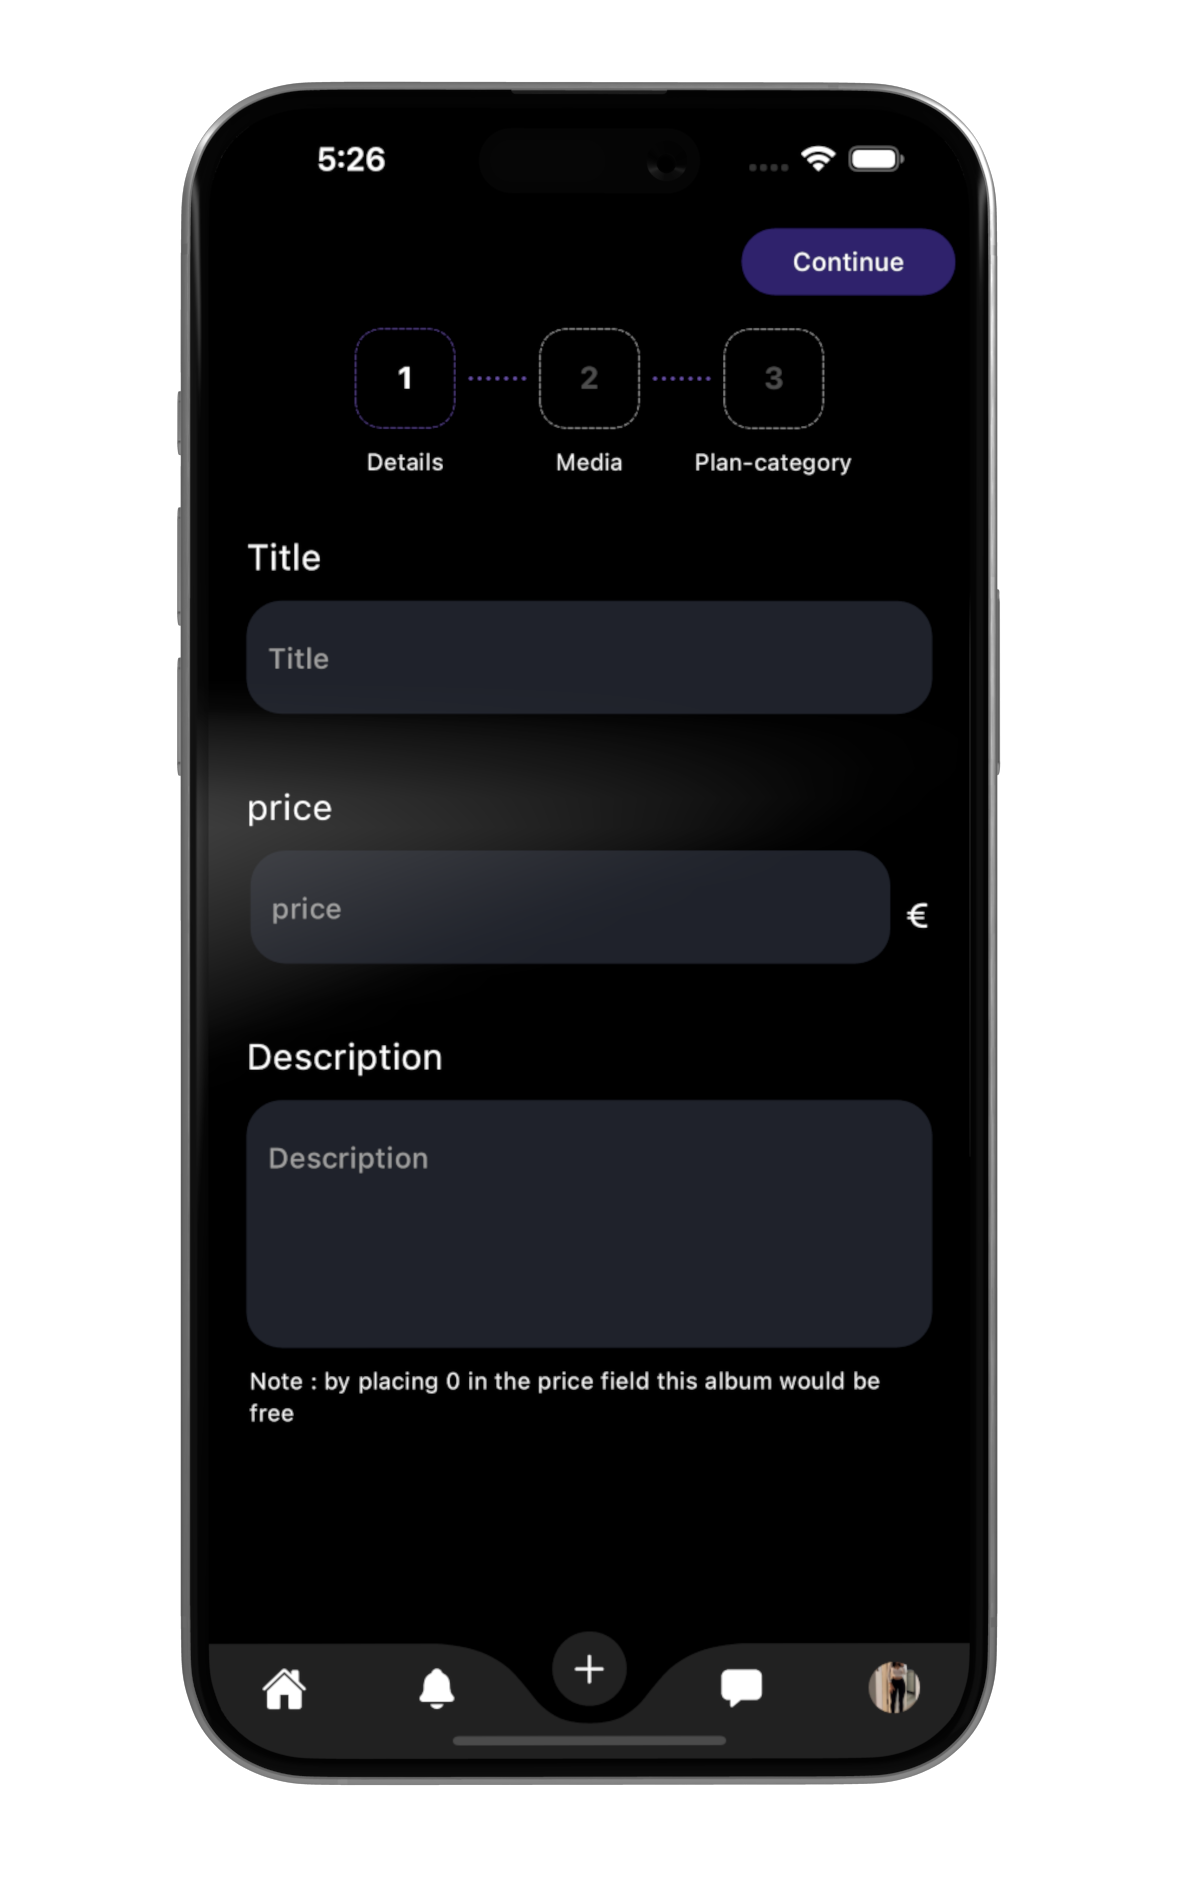 5:26
Continue
1
2
3
Details
Media
Plan-category
Title
Title
price
price
€
Description
Description
Note : by placing 0 in the price field this album would be
free